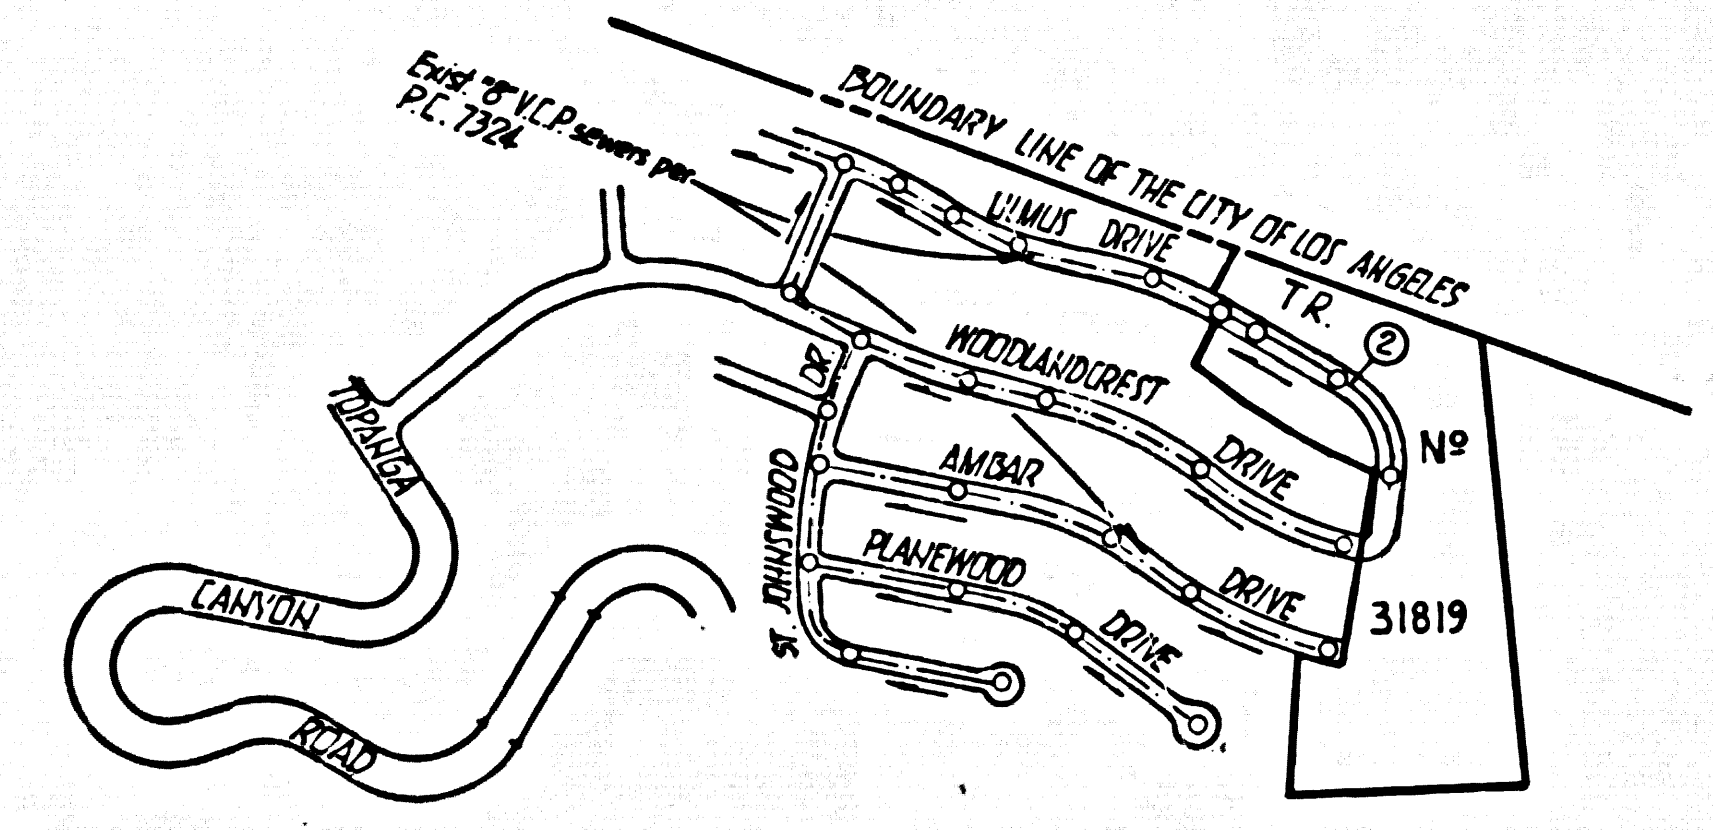 Exist. "8" V.C.P. sewers per
P.C. 7324
BOUNDARY LINE OF THE CITY OF LOS ANGELES
ULMUS DRIVE
TR.
2
WOODLANDCREST DRIVE
Nº
31819
AMBAR DRIVE
PLANEWOOD DRIVE
ST. JOHNSWOOD DR.
TOPANGA
CANYON
ROAD